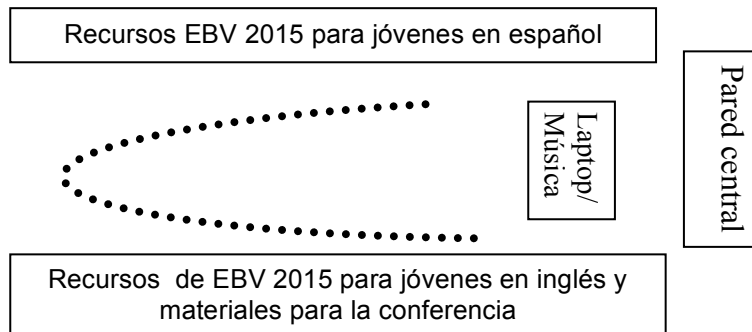 Recursos EBV 2015 para jóvenes en español
Laptop/
Música
Pared central
Recursos de EBV 2015 para jóvenes en inglés y
materiales para la conferencia